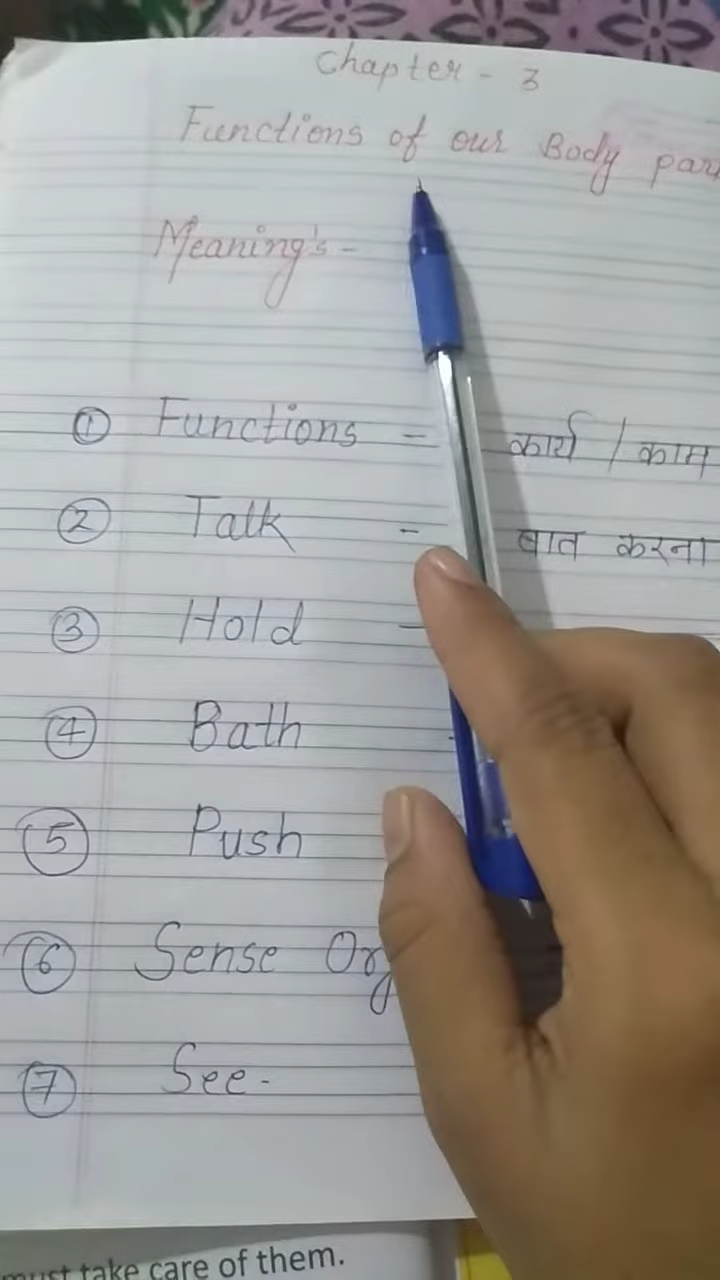 Chapter - 3
Functions of our Body
Meaning's -
① Functions - कार्य / काम
② Talk - बात करना
③ Hold -
④ Bath
⑤ Push
⑥ Sense
⑦ See -
must take care of them.